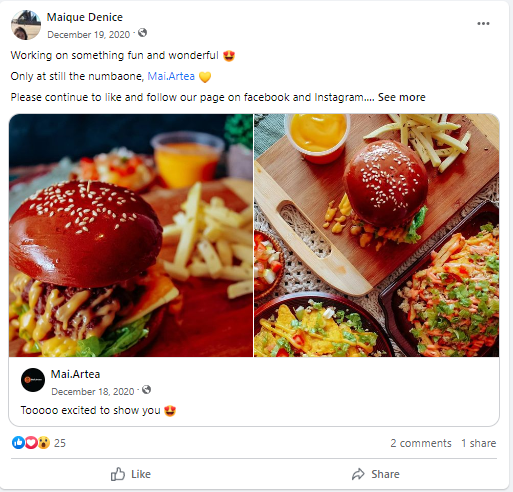 Maique Denice
December 19, 2020 ·
Working on something fun and wonderful 😍
Only at still the numbaone, Mai.Artea 💛
Please continue to like and follow our page on facebook and Instagram.... See more
Mai.Artea
December 18, 2020 ·
Tooooo excited to show you 😍
25
2 comments 1 share
Like Share